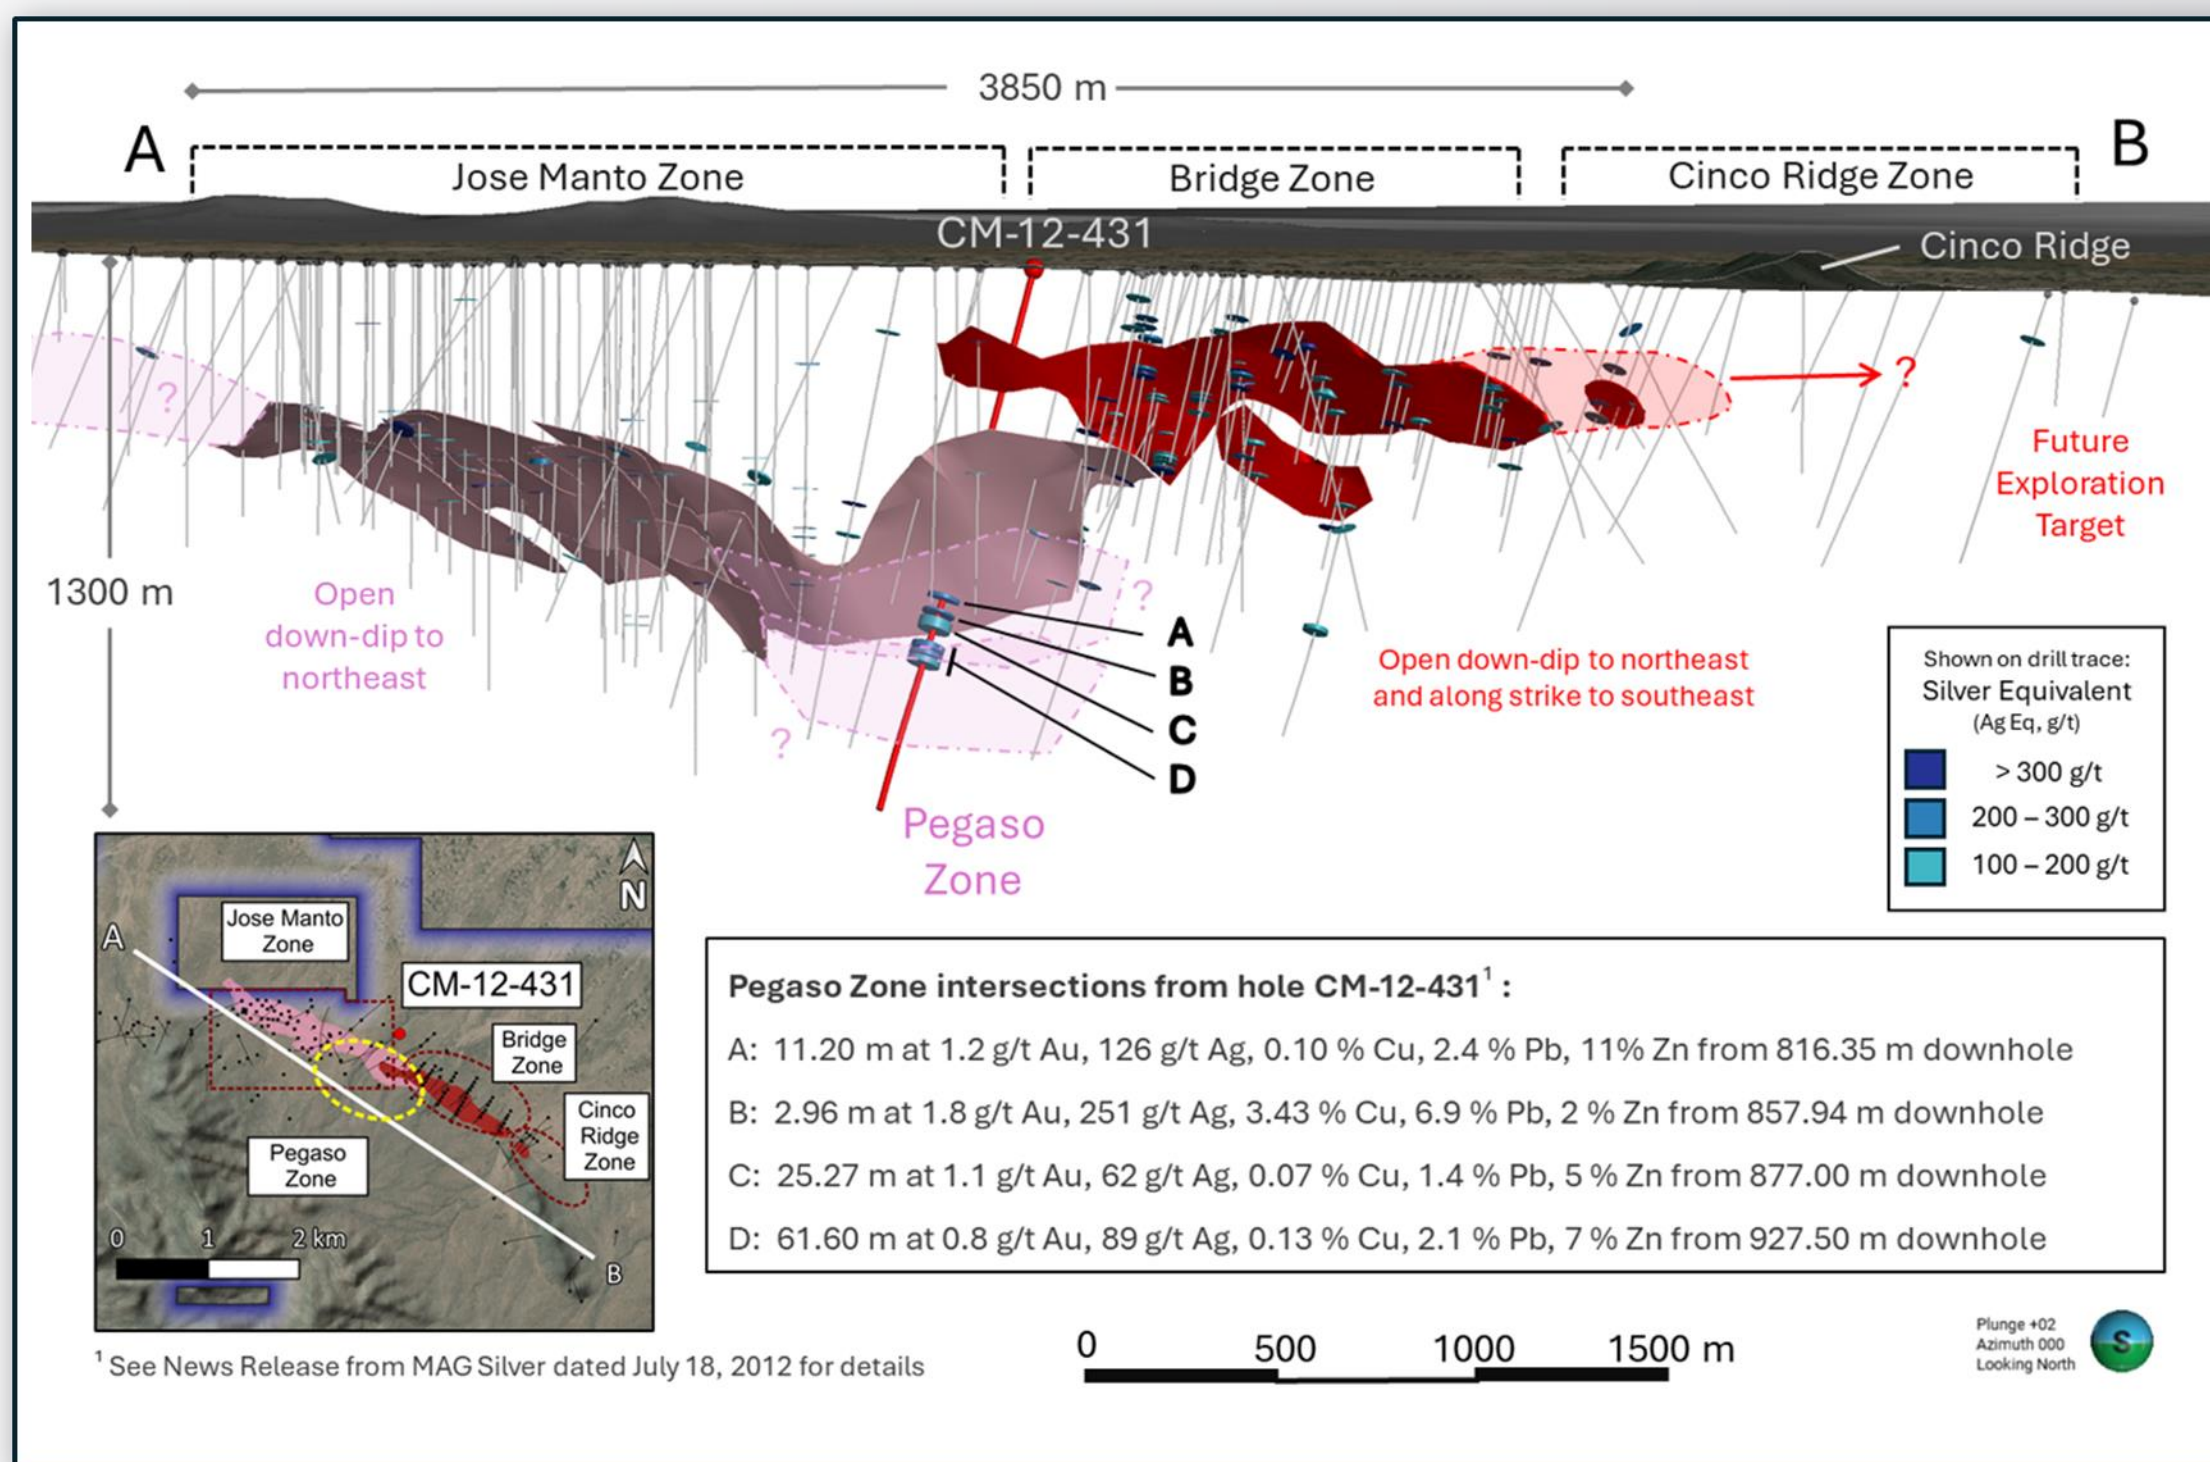 3850 m
A
B
Jose Manto Zone
Bridge Zone
Cinco Ridge Zone
CM-12-431
Cinco Ridge
?
?
Future
Exploration
Target
1300 m
Open
down-dip to
northeast
?
?
A
B
C
D
Open down-dip to northeast
and along strike to southeast
Pegaso
Zone
Shown on drill trace:
Silver Equivalent
(Ag Eq, g/t)
> 300 g/t
200 – 300 g/t
100 – 200 g/t
N
A
Jose Manto
Zone
CM-12-431
Bridge
Zone
Cinco
Ridge
Zone
Pegaso
Zone
0 1 2 km
B
Pegaso Zone intersections from hole CM-12-431¹ :
A: 11.20 m at 1.2 g/t Au, 126 g/t Ag, 0.10 % Cu, 2.4 % Pb, 11% Zn from 816.35 m downhole
B: 2.96 m at 1.8 g/t Au, 251 g/t Ag, 3.43 % Cu, 6.9 % Pb, 2 % Zn from 857.94 m downhole
C: 25.27 m at 1.1 g/t Au, 62 g/t Ag, 0.07 % Cu, 1.4 % Pb, 5 % Zn from 877.00 m downhole
D: 61.60 m at 0.8 g/t Au, 89 g/t Ag, 0.13 % Cu, 2.1 % Pb, 7 % Zn from 927.50 m downhole
¹ See News Release from MAG Silver dated July 18, 2012 for details
0 500 1000 1500 m
Plunge +02
Azimuth 000
Looking North
S